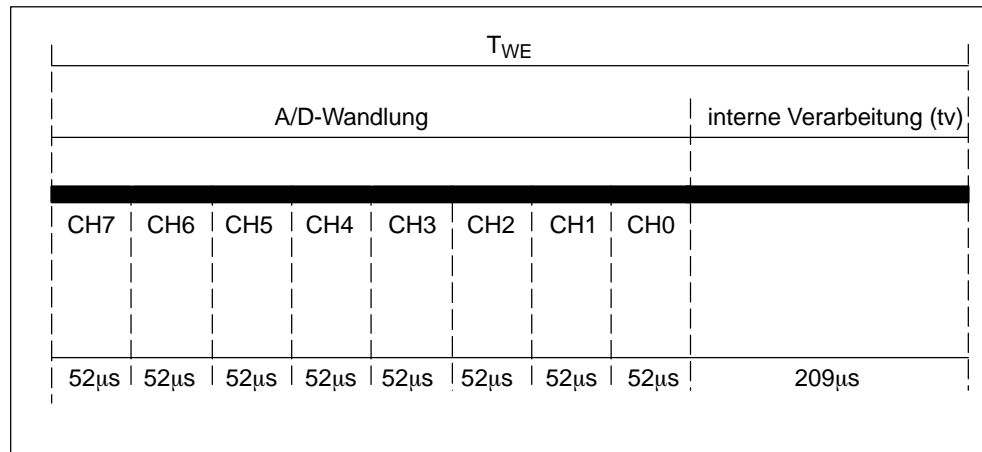 TWE
A/D-Wandlung interne Verarbeitung (tv)
CH7 CH6 CH5 CH4 CH3 CH2 CH1 CH0
52μs 52μs 52μs 52μs 52μs 52μs 52μs 52μs 209μs